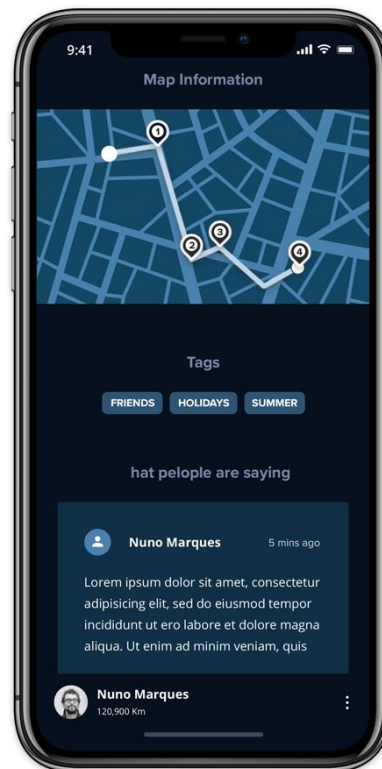 9:41
Map Information
1
2
3
4
Tags
FRIENDS HOLIDAYS SUMMER
hat pelople are saying
Nuno Marques 5 mins ago
Lorem ipsum dolor sit amet, consectetur
adipisicing elit, sed do eiusmod tempor
incididunt ut ero labore et dolore magna
aliqua. Ut enim ad minim veniam, quis
Nuno Marques
120,900 Km